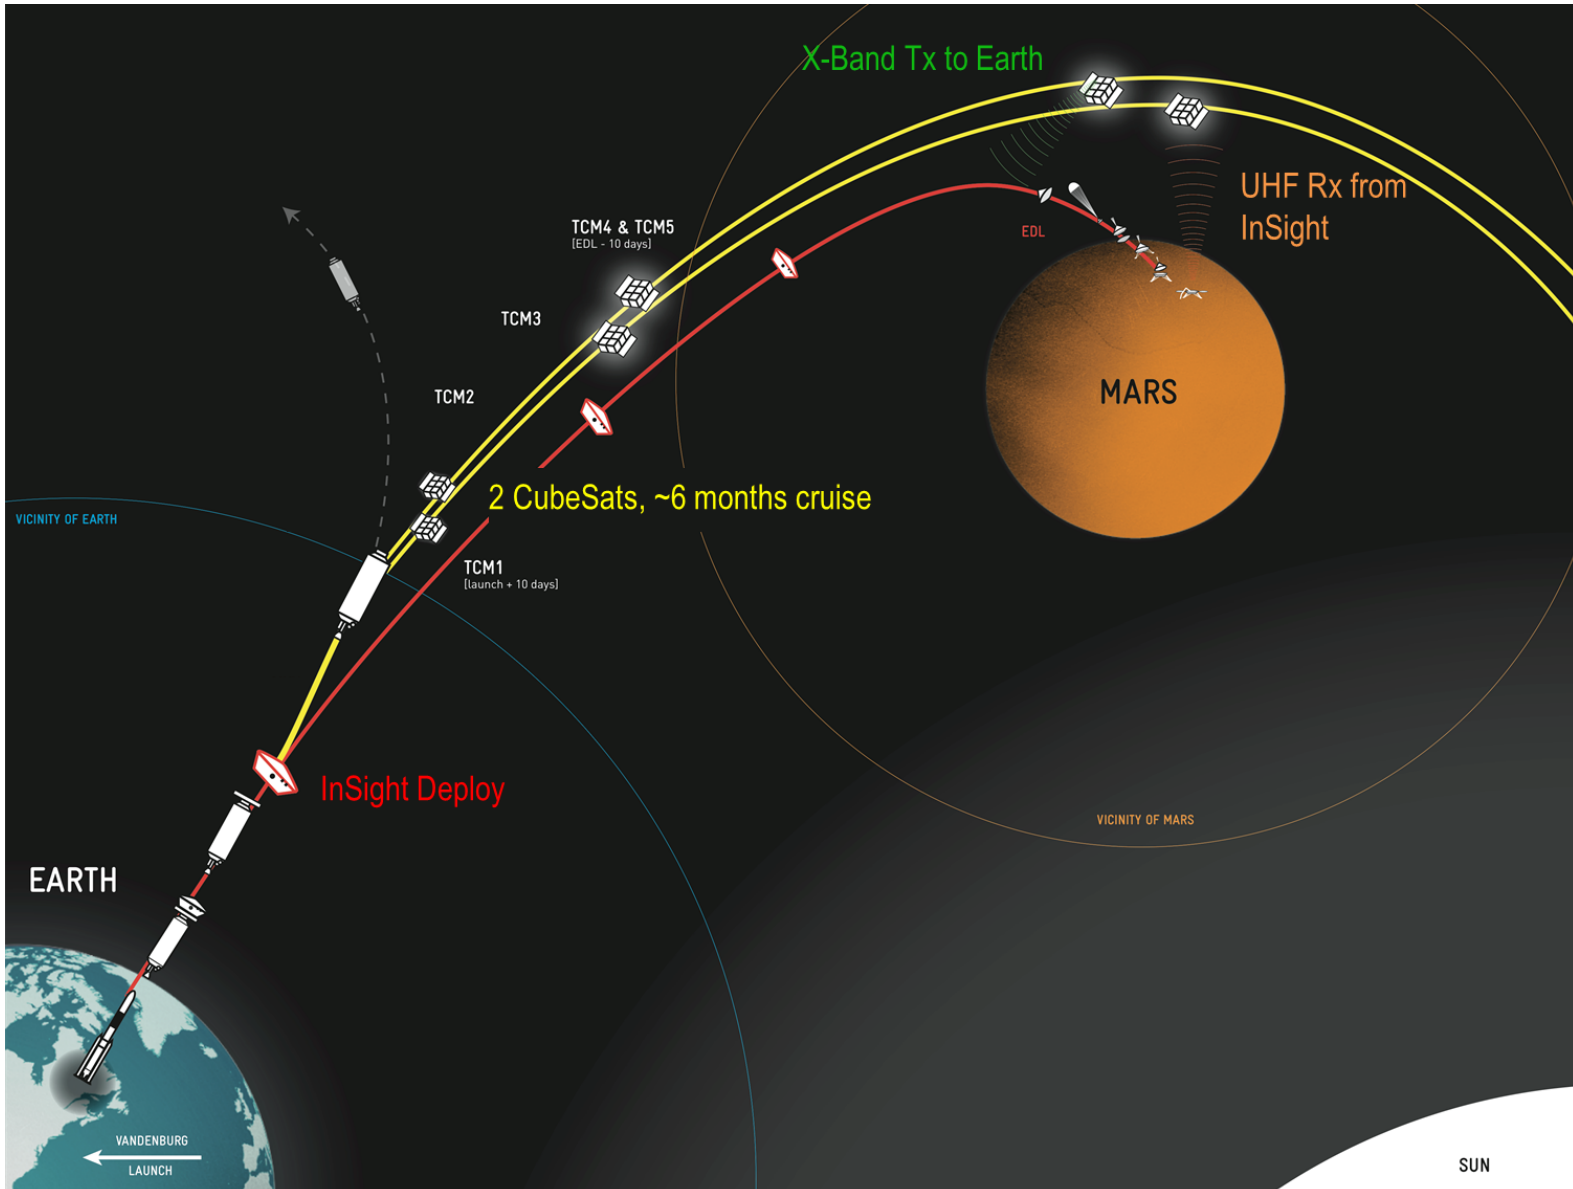 X-Band Tx to Earth
UHF Rx from
InSight
TCM4 & TCM5
[EDL - 10 days]
EDL
TCM3
MARS
TCM2
2 CubeSats, ~6 months cruise
VICINITY OF EARTH
TCM1
[launch + 10 days]
InSight Deploy
VICINITY OF MARS
EARTH
VANDENBURG
LAUNCH
SUN